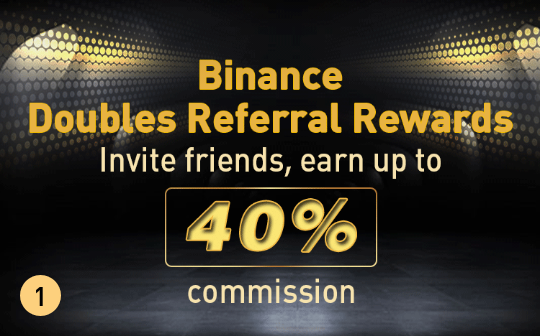 Binance
Doubles Referral Rewards
Invite friends, earn up to
40%
commission
1